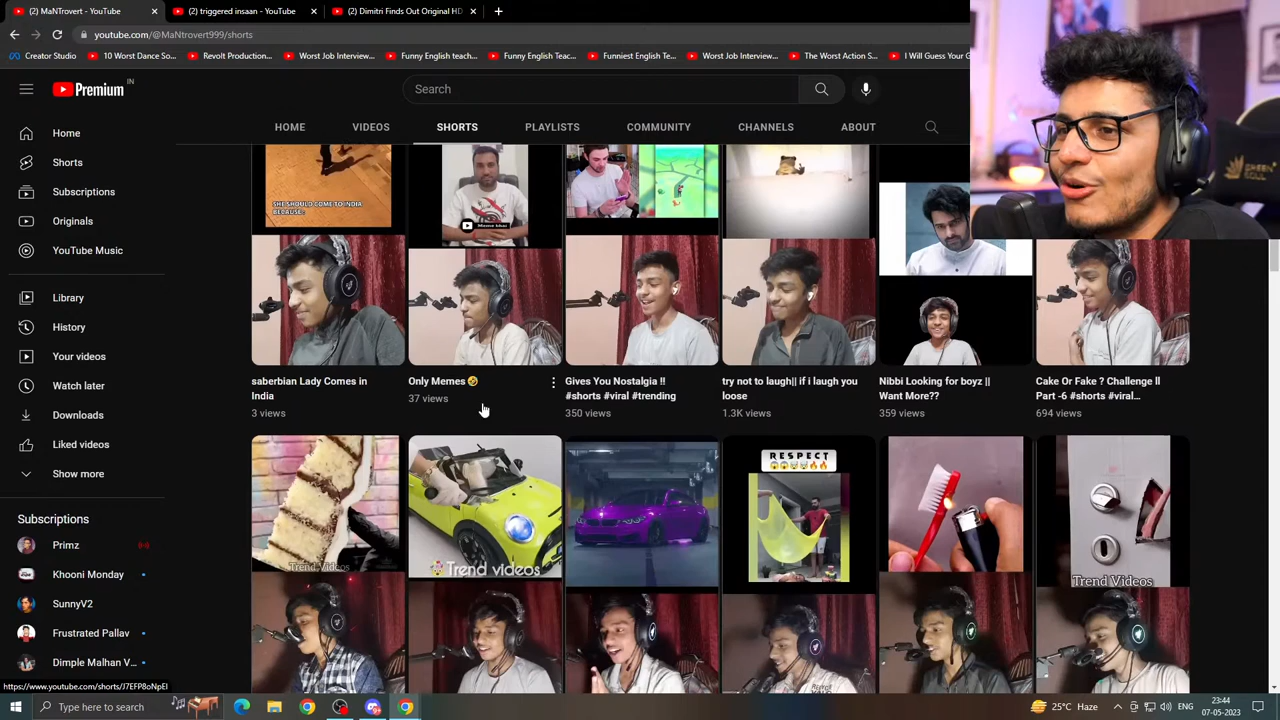 (2) MaNTrovert - YouTube
(2) triggered insaan - YouTube
(2) Dimitri Finds Out Original HD
youtube.com/@MaNtrovert999/shorts
Creator Studio
10 Worst Dance So...
Revolt Production...
Worst Job Interview...
Funny English teach...
Funny English Teac...
Funniest English Te...
Worst Job Interview...
The Worst Action S...
I Will Guess Your G
Premium IN
Search
HOME
VIDEOS
SHORTS
PLAYLISTS
COMMUNITY
CHANNELS
ABOUT
Home
Shorts
Subscriptions
Originals
YouTube Music
Library
History
Your videos
Watch later
Downloads
Liked videos
Show more
Subscriptions
Primz
Khooni Monday
SunnyV2
Frustrated Pallav
Dimple Malhan V...
SHE SHOULD COME TO INDIA
BECAUSE:
Meme bhai
saberbian Lady Comes in
India
3 views
Only Memes 🤣
37 views
Gives You Nostalgia !!
#shorts #viral #trending
350 views
try not to laugh|| if i laugh you
loose
1.3K views
Nibbi Looking for boyz ||
Want More??
359 views
Cake Or Fake ? Challenge ll
Part -6 #shorts #viral...
694 views
Trend Videos
Trend videos
RESPECT
Trend Videos
https://www.youtube.com/shorts/J7EFP8oNpEI
Type here to search
25°C Haze
ENG
23:44
07-05-2023